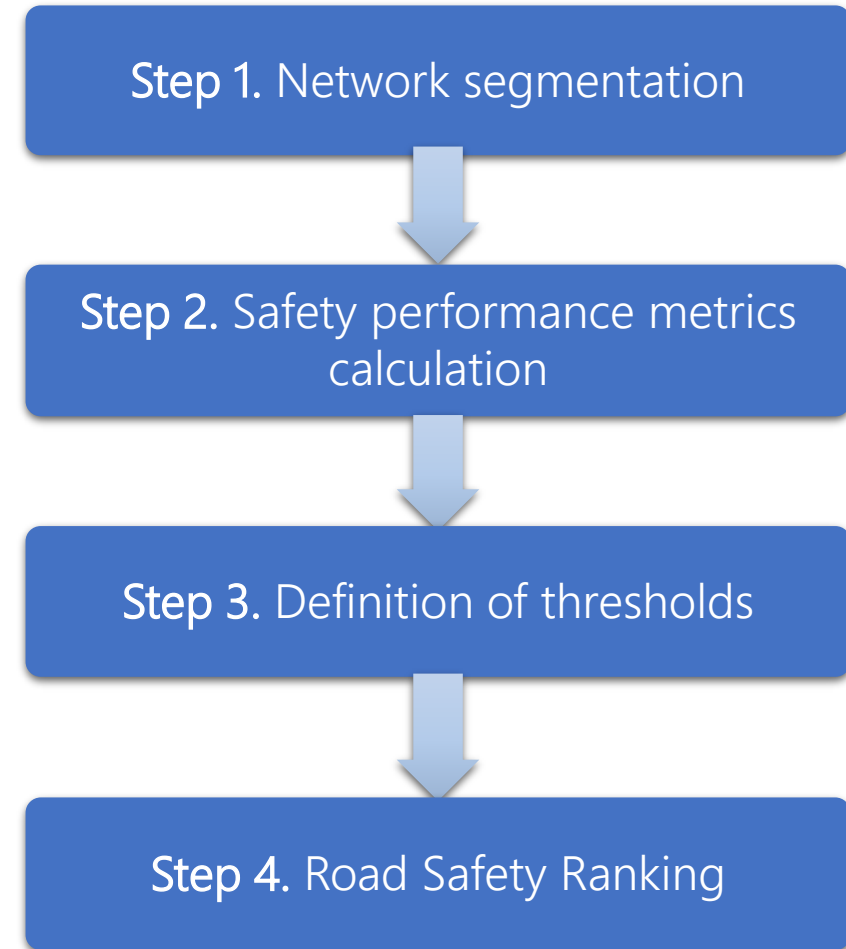 Step 1. Network segmentation
Step 2. Safety performance metrics
calculation
Step 3. Definition of thresholds
Step 4. Road Safety Ranking